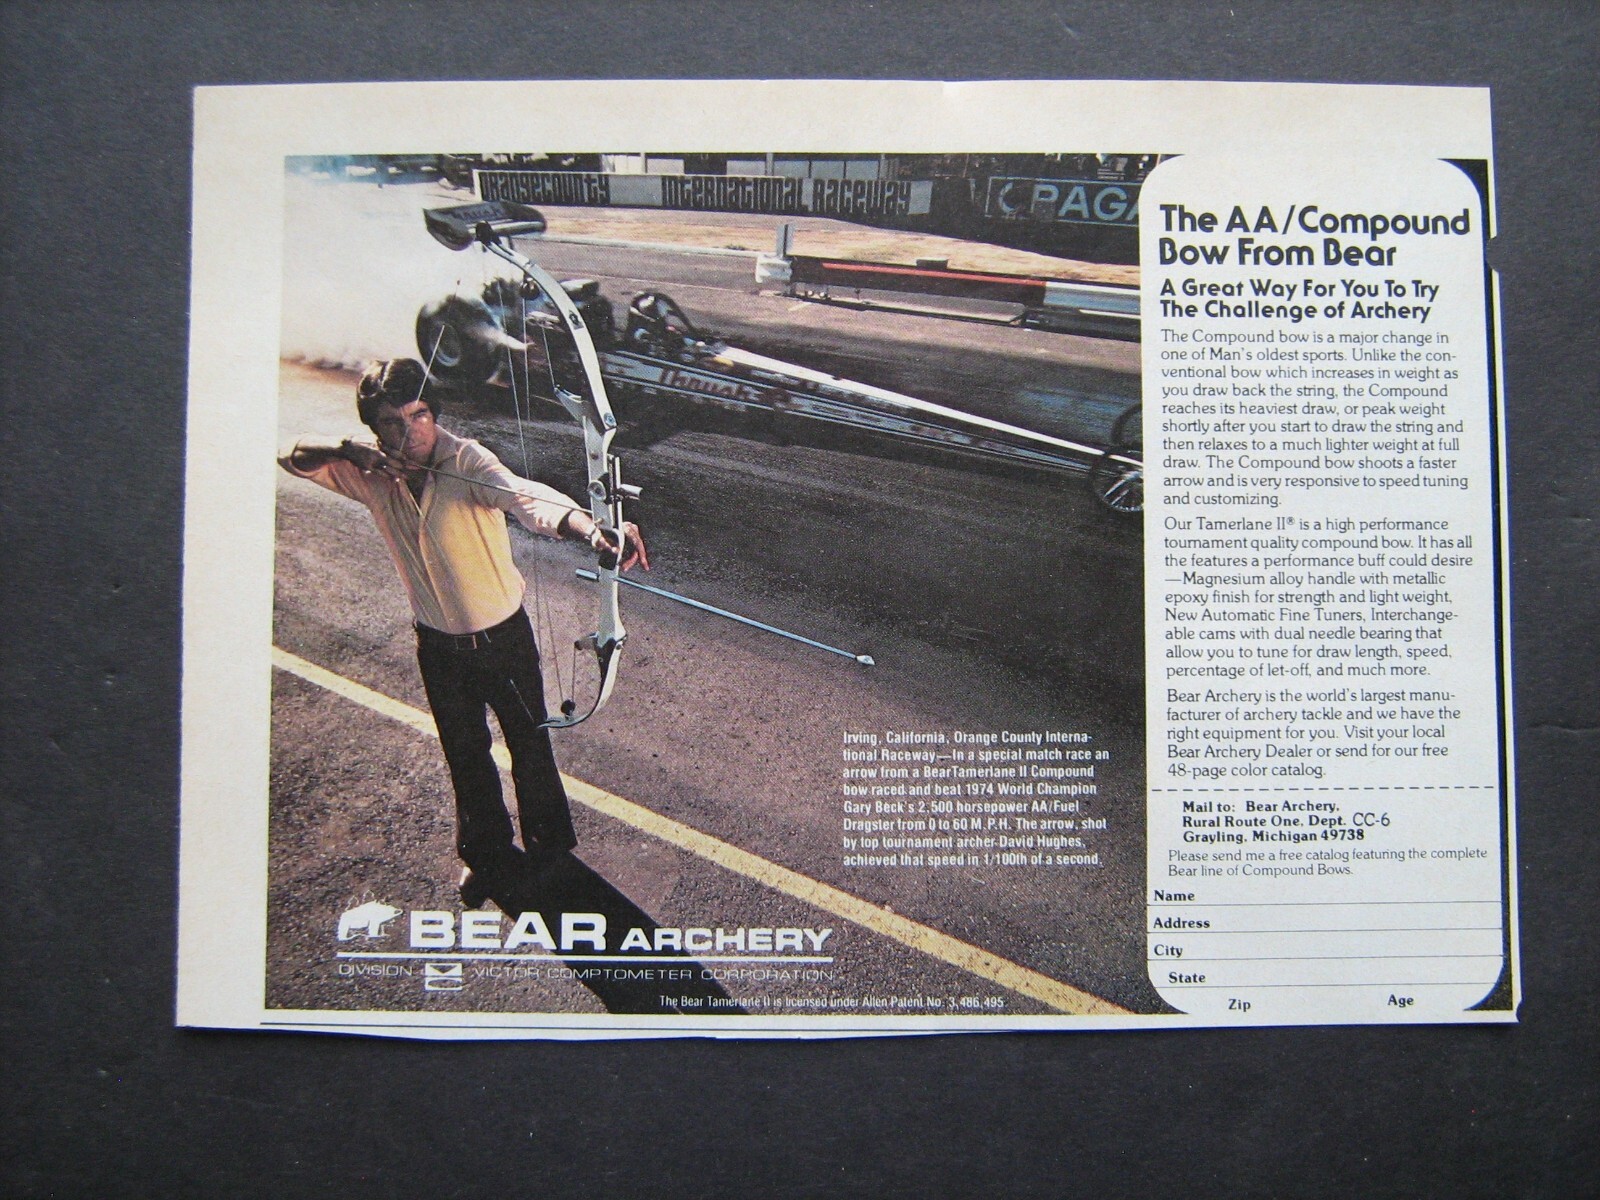 Orange County International Raceway
PAGA
Thrush
Thrush
The AA/Compound
Bow From Bear
A Great Way For You To Try
The Challenge of Archery
The Compound bow is a major change in
one of Man's oldest sports. Unlike the con-
ventional bow which increases in weight as
you draw back the string, the Compound
reaches its heaviest draw, or peak weight
shortly after you start to draw the string and
then relaxes to a much lighter weight at full
draw. The Compound bow shoots a faster
arrow and is very responsive to speed tuning
and customizing.
Our Tamerlane II® is a high performance
tournament quality compound bow. It has all
the features a performance buff could desire
—Magnesium alloy handle with metallic
epoxy finish for strength and light weight,
New Automatic Fine Tuners, Interchange-
able cams with dual needle bearing that
allow you to tune for draw length, speed,
percentage of let-off, and much more.
Bear Archery is the world's largest manu-
facturer of archery tackle and we have the
right equipment for you. Visit your local
Bear Archery Dealer or send for our free
48-page color catalog.
Mail to: Bear Archery,
Rural Route One, Dept. CC-6
Grayling, Michigan 49738
Please send me a free catalog featuring the complete
Bear line of Compound Bows.
Name
Address
City
State
Zip Age
Irving, California, Orange County Interna-
tional Raceway—In a special match race an
arrow from a Bear Tamerlane II Compound
bow raced and beat 1974 World Champion
Gary Beck's 2,500 horsepower AA/Fuel
Dragster from 0 to 60 M.P.H. The arrow, shot
by top tournament archer David Hughes,
achieved that speed in 1/100th of a second.
BEAR ARCHERY
DIVISION VICTOR COMPTOMETER CORPORATION
The Bear Tamerlane II is licensed under Allen Patent No. 3,486,495.